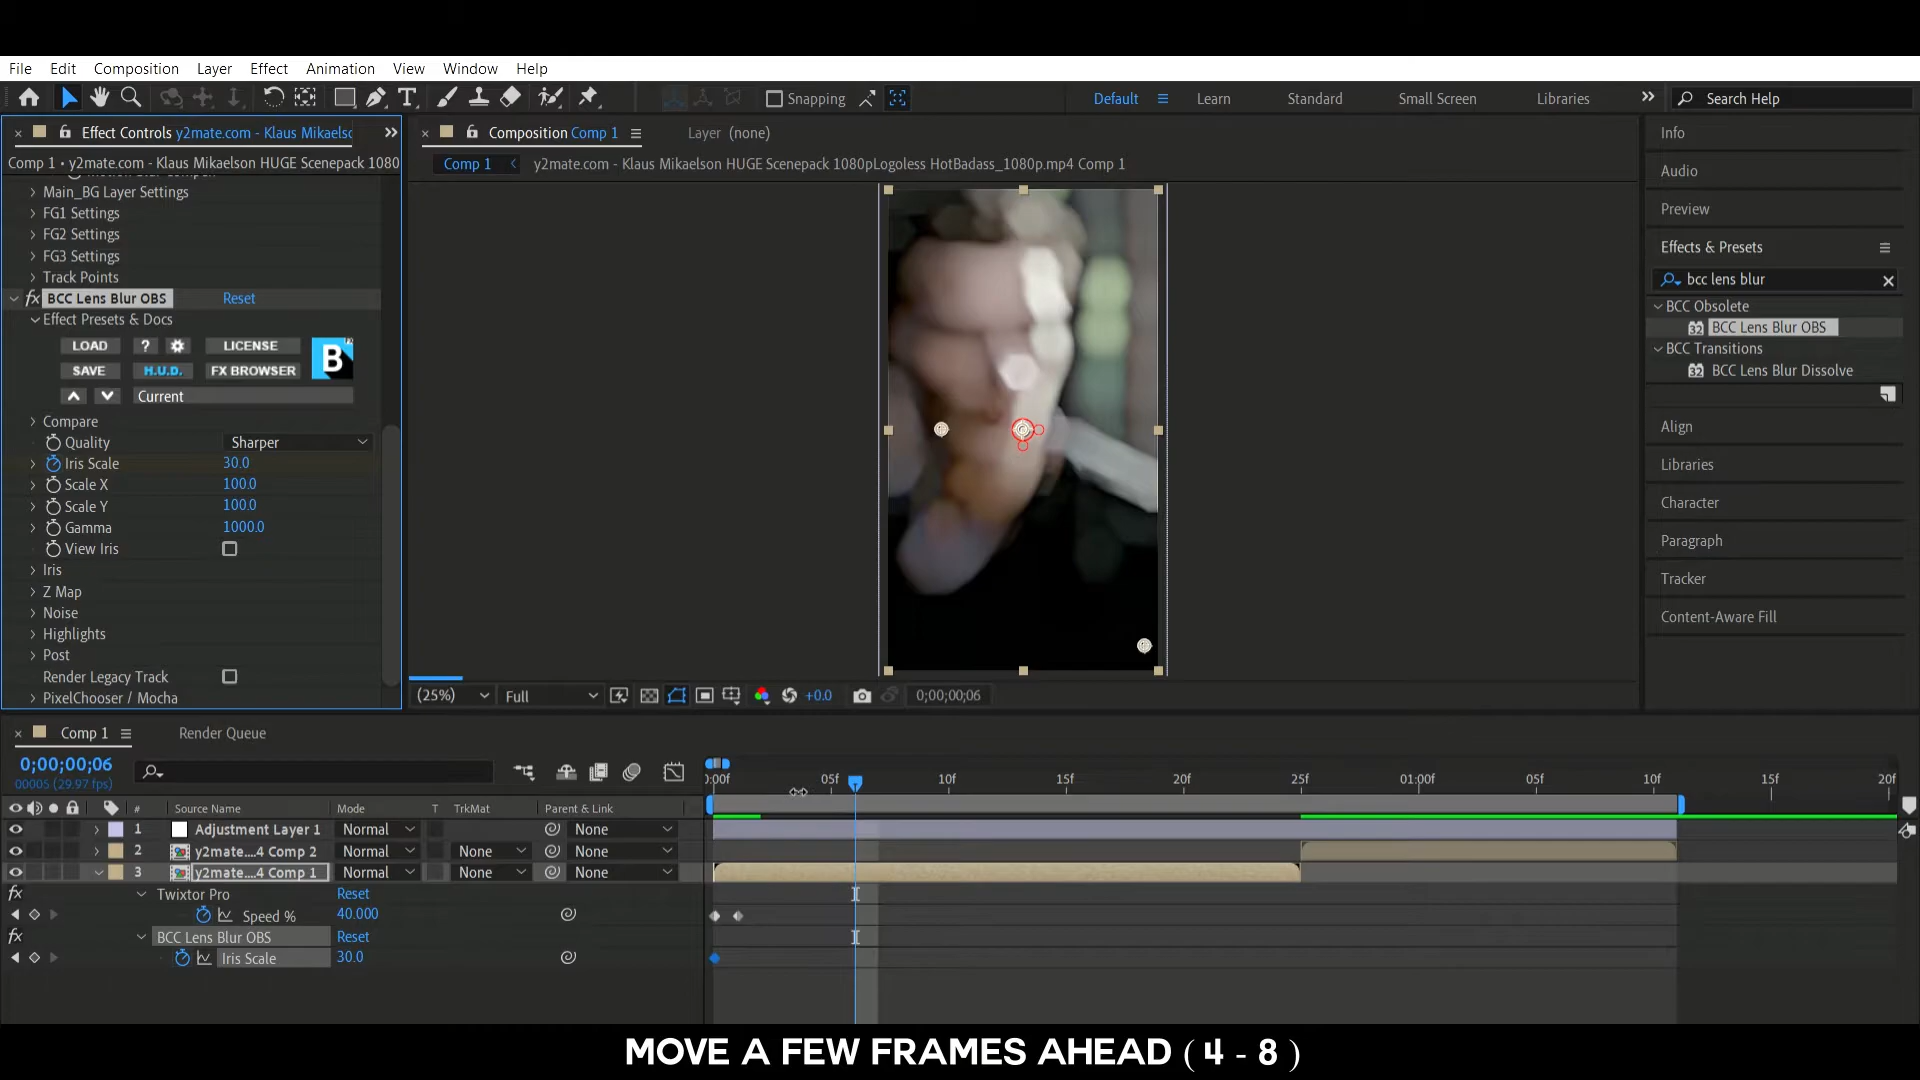 File Edit Composition Layer Effect Animation View Window Help
Snapping Default Learn Standard Small Screen Libraries Search Help
Effect Controls y2mate.com - Klaus Mikaelsc
Comp 1 • y2mate.com - Klaus Mikaelson HUGE Scenepack 1080
Main_BG Layer Settings
FG1 Settings
FG2 Settings
FG3 Settings
Track Points
fx BCC Lens Blur OBS Reset
Effect Presets & Docs
LOAD ? LICENSE
SAVE H.U.D. FX BROWSER
B
Current
Compare
Quality Sharper
Iris Scale 30.0
Scale X 100.0
Scale Y 100.0
Gamma 1000.0
View Iris
Iris
Z Map
Noise
Highlights
Post
Render Legacy Track
PixelChooser / Mocha
Composition Comp 1 Layer (none)
Comp 1 y2mate.com - Klaus Mikaelson HUGE Scenepack 1080pLogoless HotBadass_1080p.mp4 Comp 1
(25%) Full +0.0 0;00;00;06
Info
Audio
Preview
Effects & Presets
bcc lens blur
BCC Obsolete
32 BCC Lens Blur OBS
BCC Transitions
32 BCC Lens Blur Dissolve
Align
Libraries
Character
Paragraph
Tracker
Content-Aware Fill
Comp 1 Render Queue
0;00;00;06
00005 (29.97 fps)
):00f 05f 10f 15f 20f 25f 01:00f 05f 10f 15f 20f
# Source Name Mode T TrkMat Parent & Link
1 Adjustment Layer 1 Normal None
2 y2mate....4 Comp 2 Normal None None
3 y2mate....4 Comp 1 Normal None None
fx Twixtor Pro Reset
Speed % 40.000
fx BCC Lens Blur OBS Reset
Iris Scale 30.0
MOVE A FEW FRAMES AHEAD ( 4 - 8 )